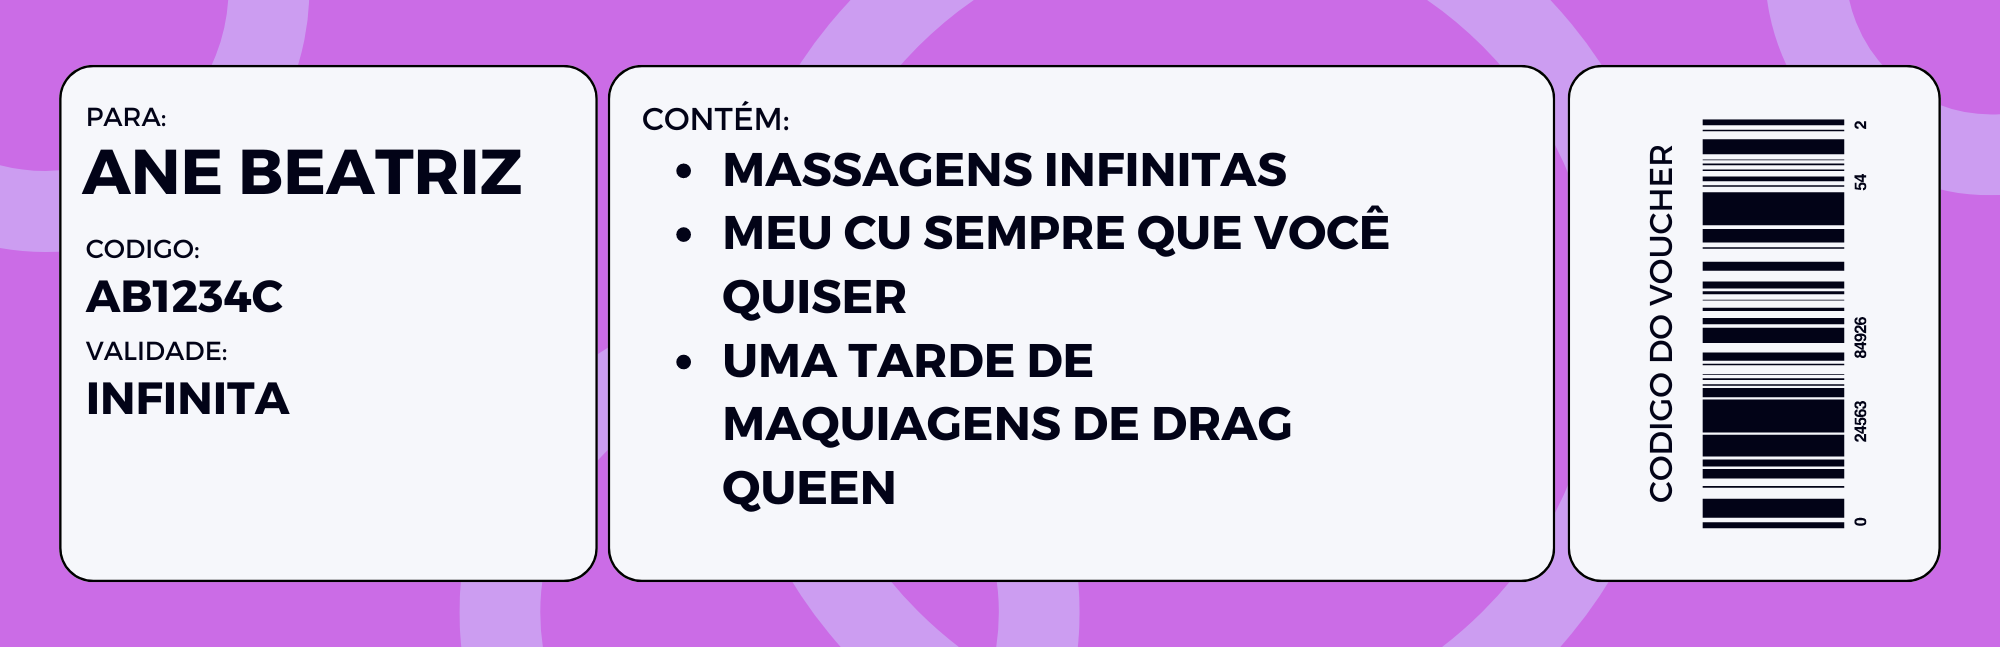 PARA:
ANE BEATRIZ
CODIGO:
AB1234C
VALIDADE:
INFINITA
CONTÉM:
• MASSAGENS INFINITAS
• MEU CU SEMPRE QUE VOCÊ
QUISER
• UMA TARDE DE
MAQUIAGENS DE DRAG
QUEEN
CODIGO DO VOUCHER
0 24563 84926 54 2